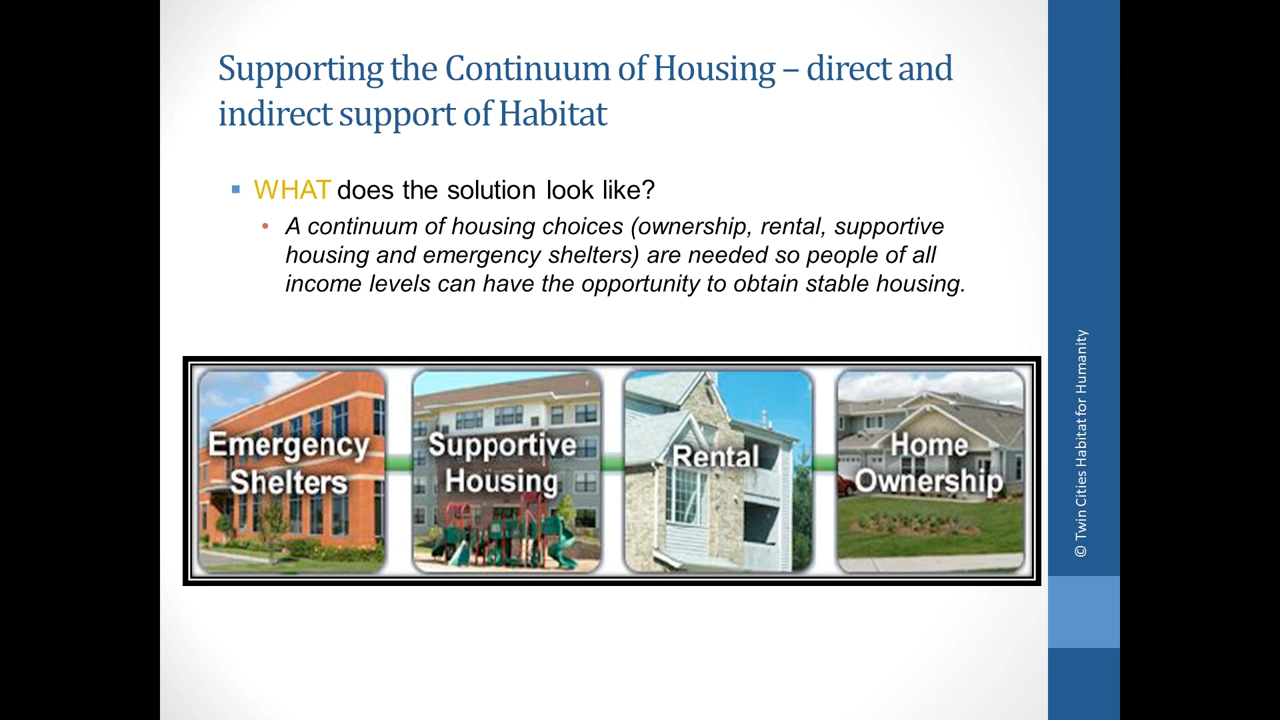 Supporting the Continuum of Housing – direct and
indirect support of Habitat
WHAT does the solution look like?
A continuum of housing choices (ownership, rental, supportive
housing and emergency shelters) are needed so people of all
income levels can have the opportunity to obtain stable housing.
Emergency
Shelters
Supportive
Housing
Rental
Home
Ownership
© Twin Cities Habitat for Humanity